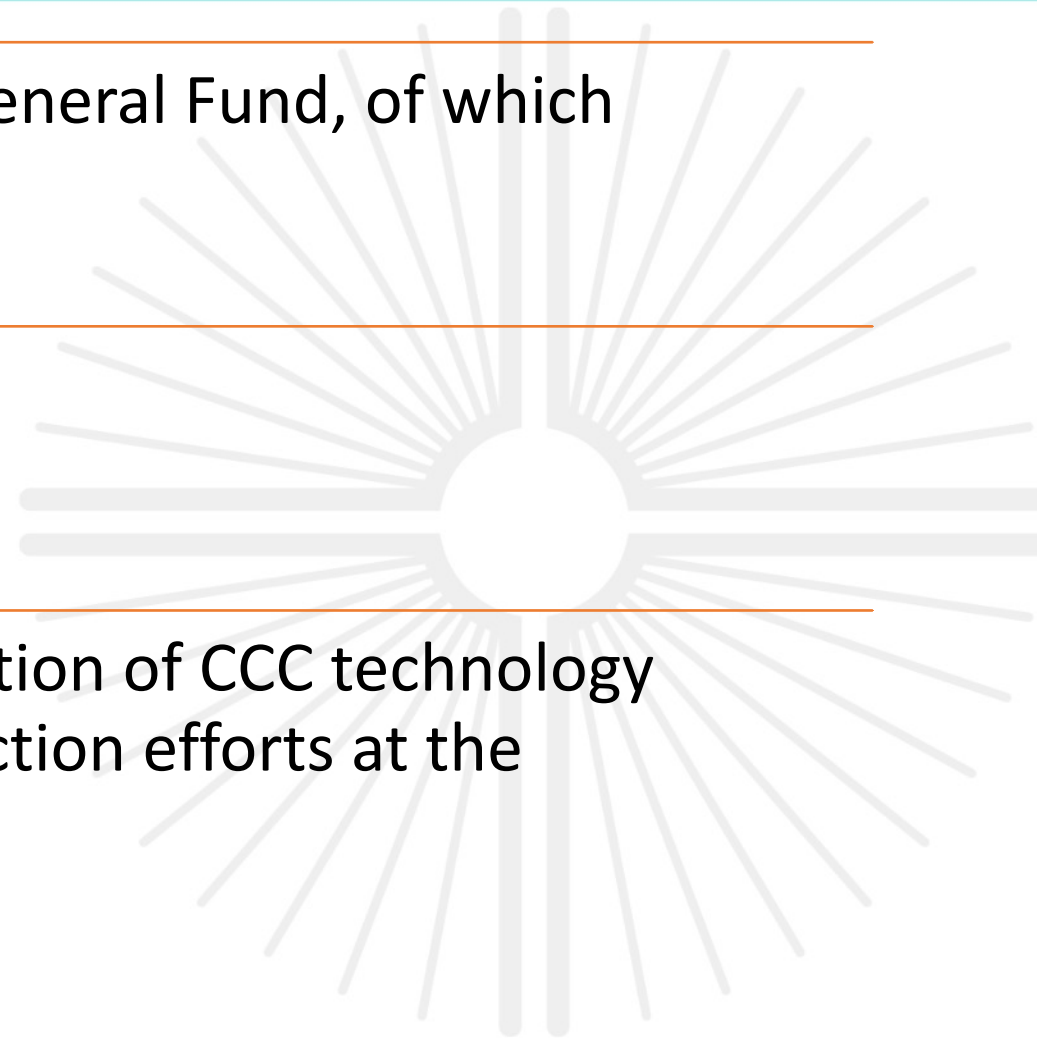 eneral Fund, of which
tion of CCC technology
ction efforts at the